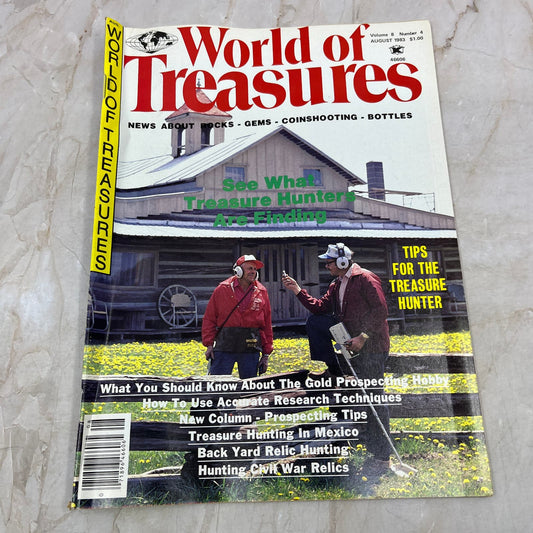 WORLD OF TREASURES
World of
Treasures
Volume 8 Number 4
AUGUST 1983 $1.00
48606
NEWS ABOUT ROCKS - GEMS - COINSHOOTING - BOTTLES
See What
Treasure Hunters
Are Finding
TIPS
FOR THE
TREASURE
HUNTER
What You Should Know About The Gold Prospecting Hobby
How To Use Accurate Research Techniques
New Column - Prospecting Tips
Treasure Hunting In Mexico
Back Yard Relic Hunting
Hunting Civil War Relics